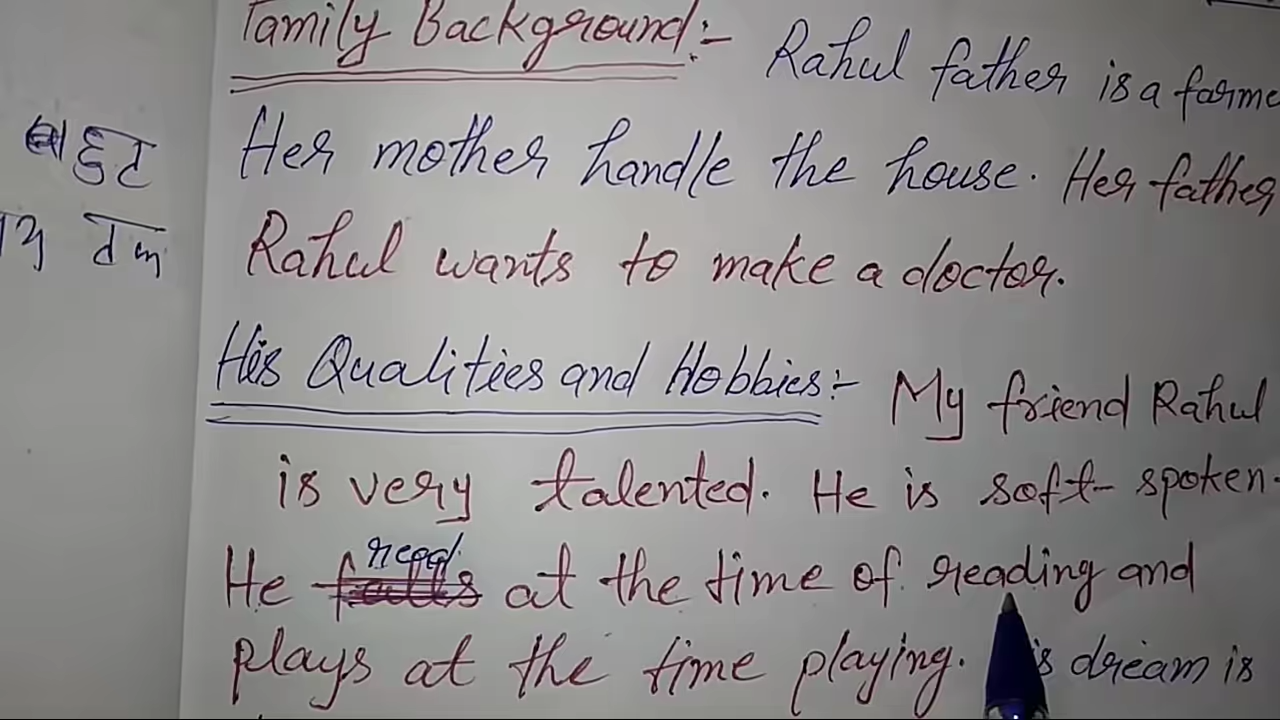 Family Background:-
Rahul father is a farme
Her mother handle the house. Her father
Rahul wants to make a doctor.
His Qualities and Hobbies:- My friend Rahul
is very talented. He is soft-spoken.
He read at the time of reading and
plays at the time playing. is dream is